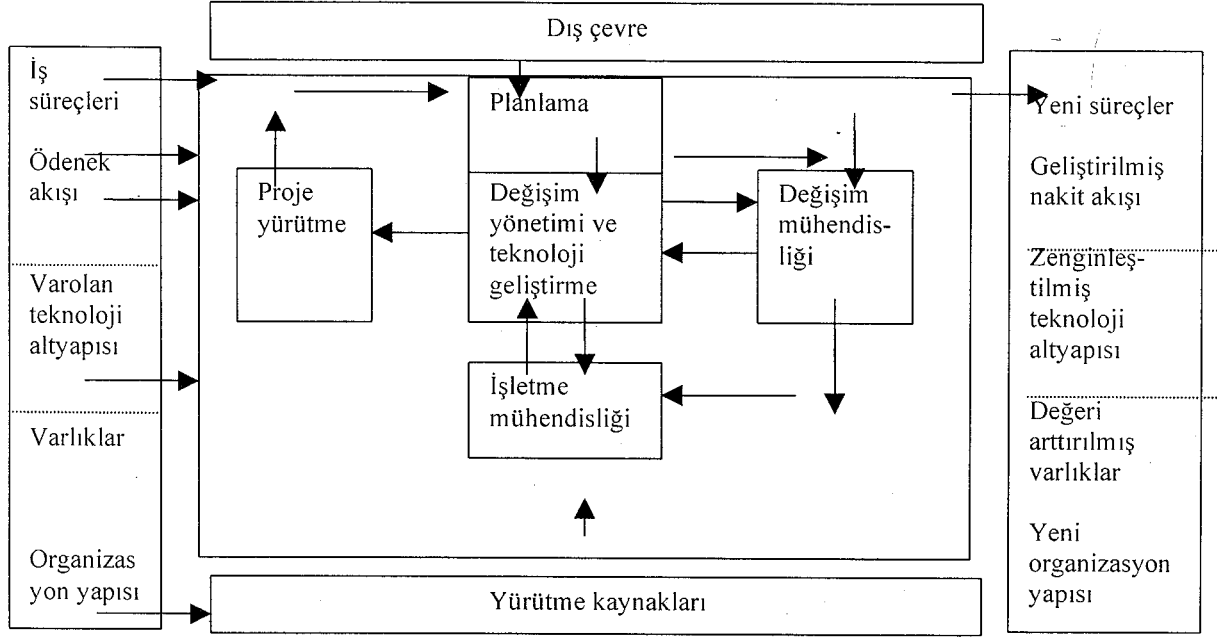 Dış çevre
İş
süreçleri
Ödenek
akışı
Varolan
teknoloji
altyapısı
Varlıklar
Organizas
yon yapısı
Planlama
Proje
yürütme
Değişim
yönetimi ve
teknoloji
geliştirme
Değişim
mühendis-
liği
İşletme
mühendisliği
Yürütme kaynakları
Yeni süreçler
Geliştirilmiş
nakit akışı
Zenginleş-
tilmiş
teknoloji
altyapısı
Değeri
arttırılmış
varlıklar
Yeni
organizasyon
yapısı